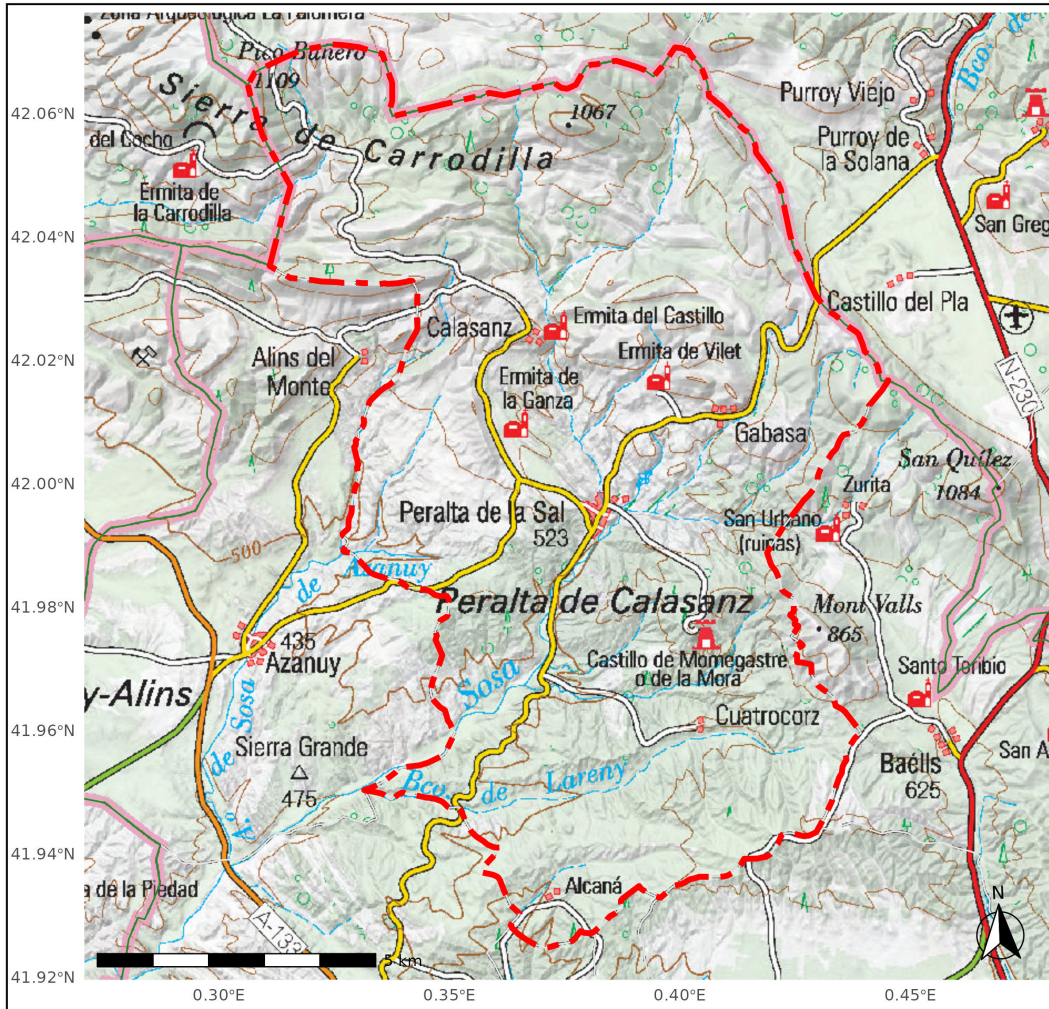 Zona Arqueológica La Palomera
Pico Buñero
1109
Bco. de
Purroy Viejo
42.06°N
1067
Sierra de Carrodilla
del Cocho
Purroy de
la Solana
Ermita de
la Carrodilla
San Greg
42.04°N
Castillo del Pla
Ermita del Castillo
Calasanz
42.02°N
Alins del
Monte
Ermita de Vilet
N-230
Ermita de
la Ganza
Gabasa
San Quílez
1084
42.00°N
Zurita
Peralta de la Sal
523
San Urbano
(ruinas)
500
de Azanuy
41.98°N
Peralta de Calasanz
Mont Valls
865
435
Azanuy
Castillo de Momegastre
o de la Mora
Santo Toribio
Sosa
y-Alins
Cuatrocorz
41.96°N
de Sosa
Sierra Grande
475
Baélls
625
San A
Bco. de Lareny
A.º
41.94°N
a de la Piedad
Alcaná
N
A-133
41.92°N
5 km
0.30°E
0.35°E
0.40°E
0.45°E